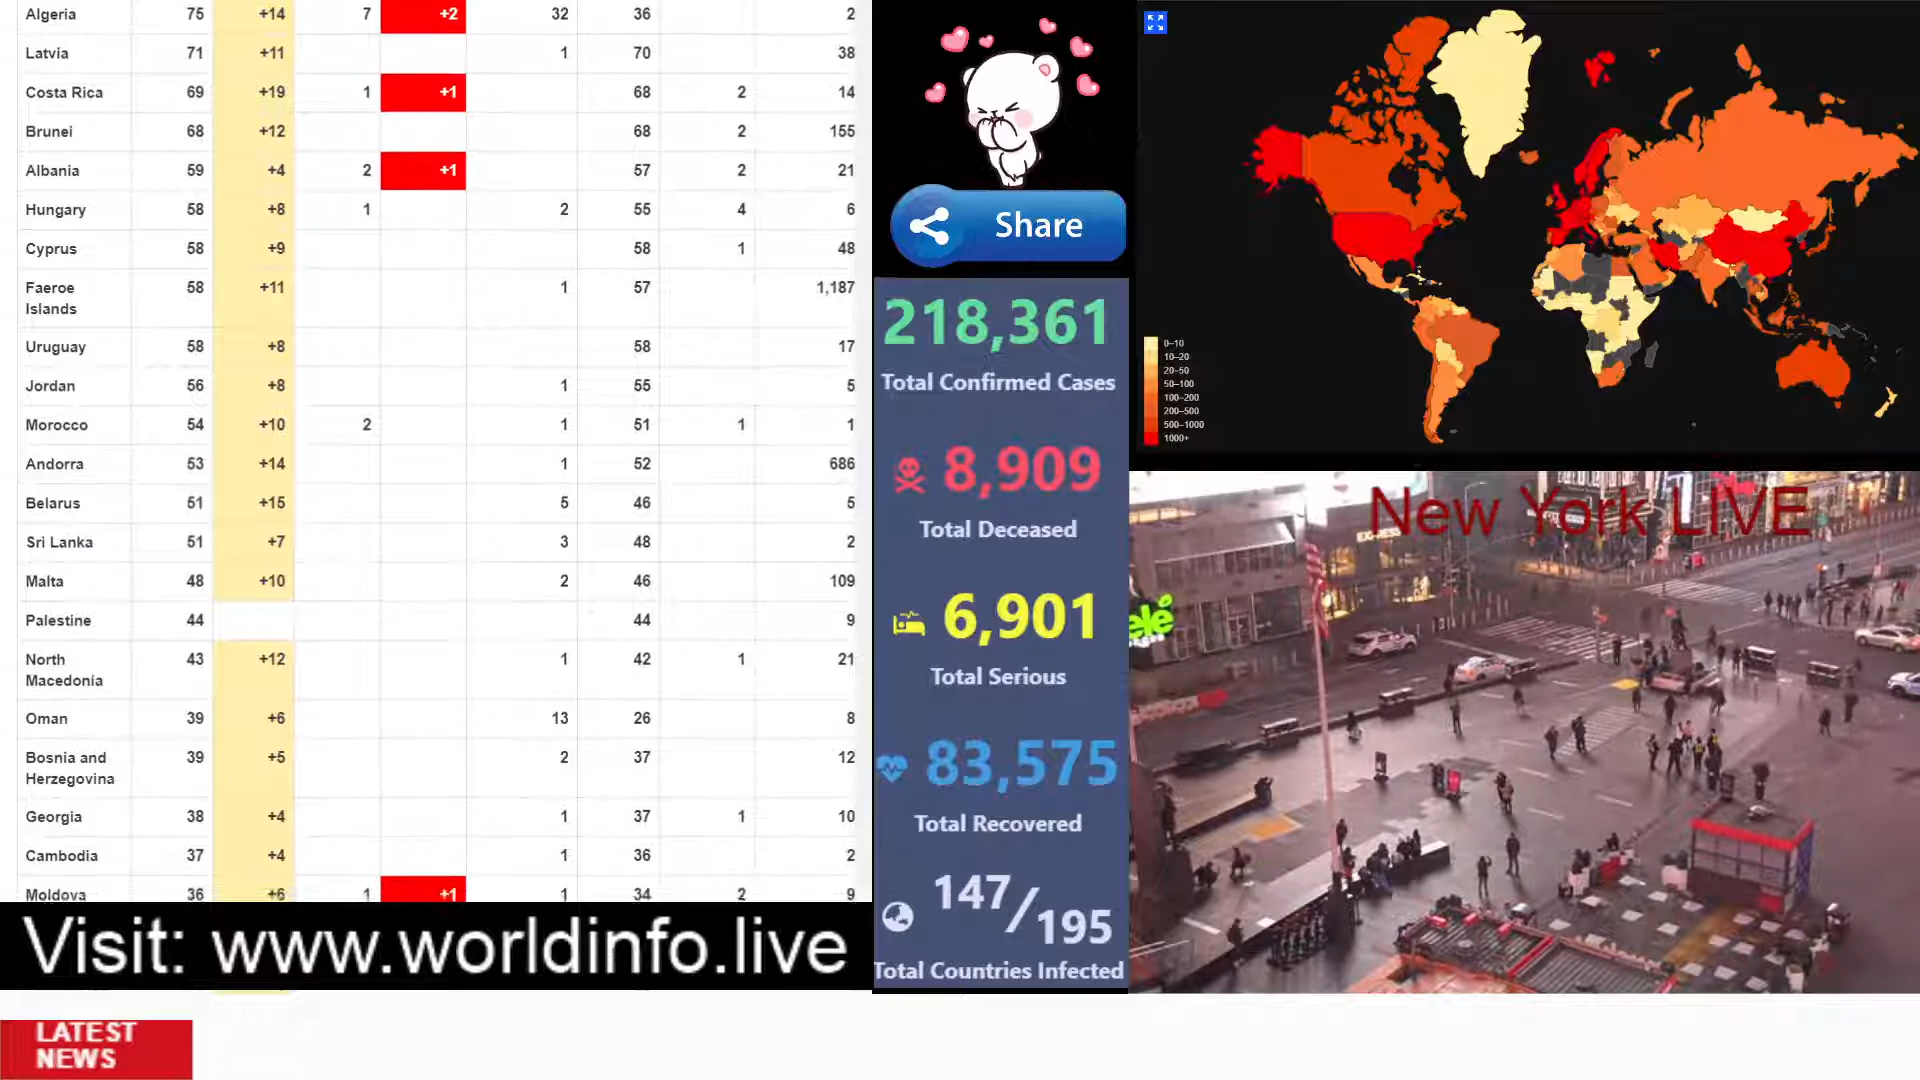 Algeria 75 +14 7 +2 32 36 2
Latvia 71 +11 1 70 38
Costa Rica 69 +19 1 +1 68 2 14
Brunei 68 +12 68 2 155
Albania 59 +4 2 +1 57 2 21
Hungary 58 +8 1 2 55 4 6
Cyprus 58 +9 58 1 48
Faeroe 58 +11 1 57 1,187
Islands
Uruguay 58 +8 58 17
Jordan 56 +8 1 55 5
Morocco 54 +10 2 1 51 1 1
Andorra 53 +14 1 52 686
Belarus 51 +15 5 46 5
Sri Lanka 51 +7 3 48 2
Malta 48 +10 2 46 109
Palestine 44 44 9
North 43 +12 1 42 1 21
Macedonia
Oman 39 +6 13 26 8
Bosnia and 39 +5 2 37 12
Herzegovina
Georgia 38 +4 1 37 1 10
Cambodia 37 +4 1 36 2
Moldova 36 +6 1 +1 1 34 2 9
Visit: www.worldinfo.live
LATEST
NEWS
Share
218,361
Total Confirmed Cases
8,909
Total Deceased
6,901
Total Serious
83,575
Total Recovered
147/195
Total Countries Infected
0–10
10–20
20–50
50–100
100–200
200–500
500–1000
1000+
New York LIVE
EXPRESS
elé